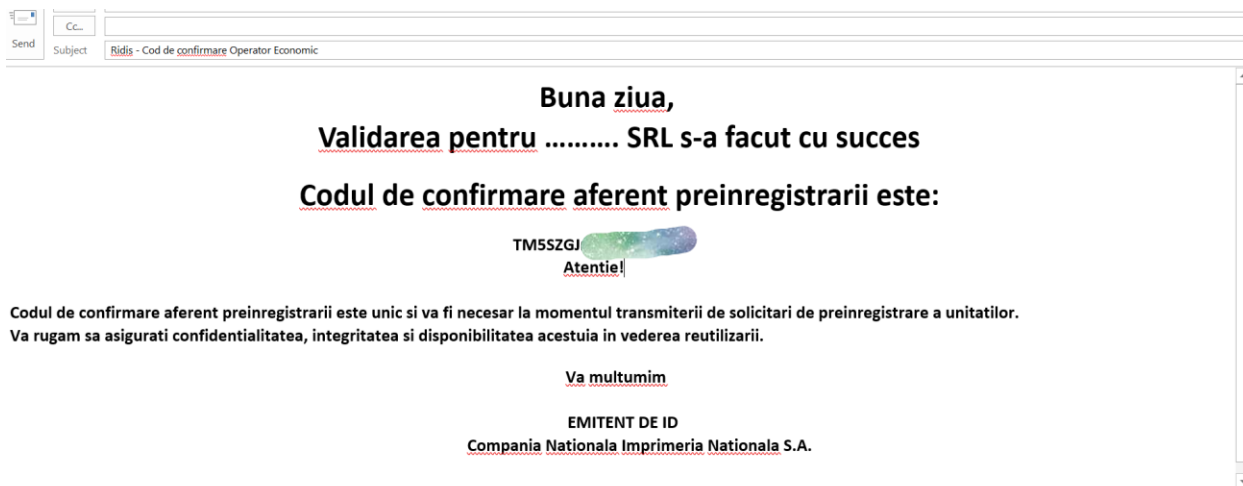 Cc...
Send
Subject Ridis - Cod de confirmare Operator Economic
Buna ziua,
Validarea pentru .......... SRL s-a facut cu succes
Codul de confirmare aferent preinregistrarii este:
TM5SZGJ
Atentie!
Codul de confirmare aferent preinregistrarii este unic si va fi necesar la momentul transmiterii de solicitari de preinregistrare a unitatilor.
Va rugam sa asigurati confidentialitatea, integritatea si disponibilitatea acestuia in vederea reutilizarii.
Va multumim
EMITENT DE ID
Compania Nationala Imprimeria Nationala S.A.